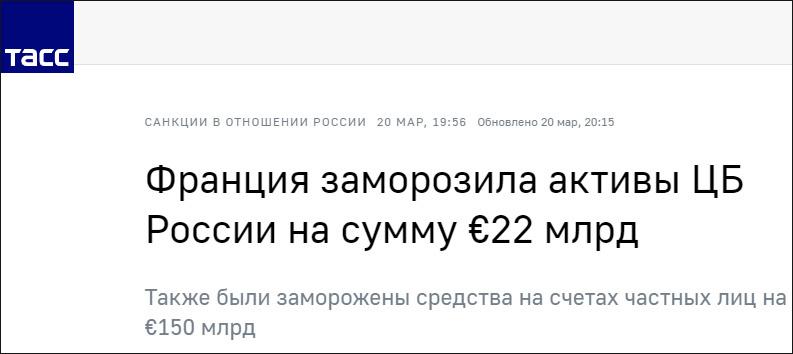 ТАСС
САНКЦИИ В ОТНОШЕНИИ РОССИИ 20 МАР, 19:56 Обновлено 20 мар, 20:15
Франция заморозила активы ЦБ
России на сумму €22 млрд
Также были заморожены средства на счетах частных лиц на
€150 млрд